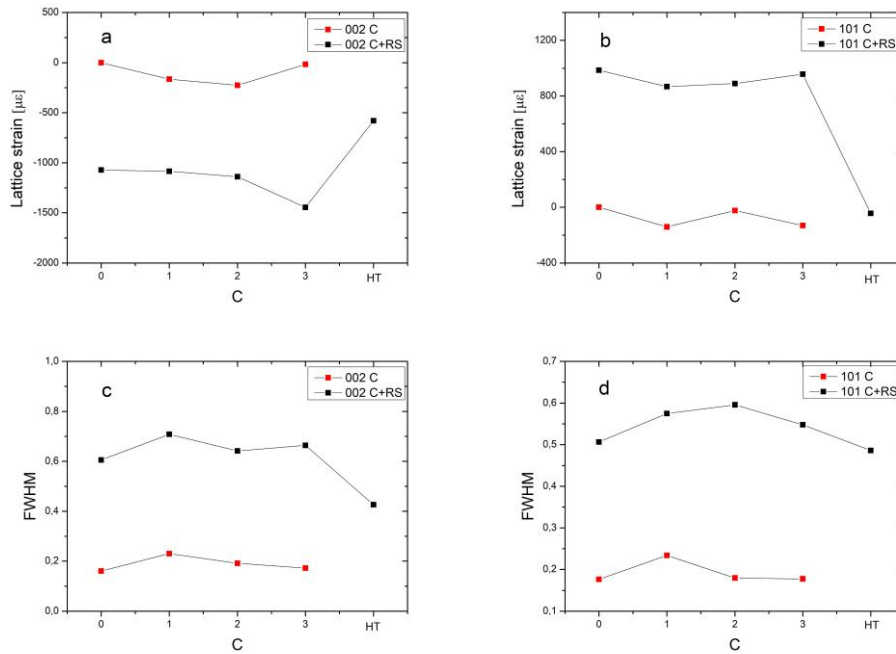 a
002 C
002 C+RS
500
0
-500
-1000
-1500
-2000
Lattice strain [με]
0 1 2 3 HT
C
b
101 C
101 C+RS
1200
800
400
0
-400
Lattice strain [με]
0 1 2 3 HT
C
c
002 C
002 C+RS
1,0
0,8
0,6
0,4
0,2
0,0
FWHM
0 1 2 3 HT
C
d
101 C
101 C+RS
0,7
0,6
0,5
0,4
0,3
0,2
0,1
FWHM
0 1 2 3 HT
C